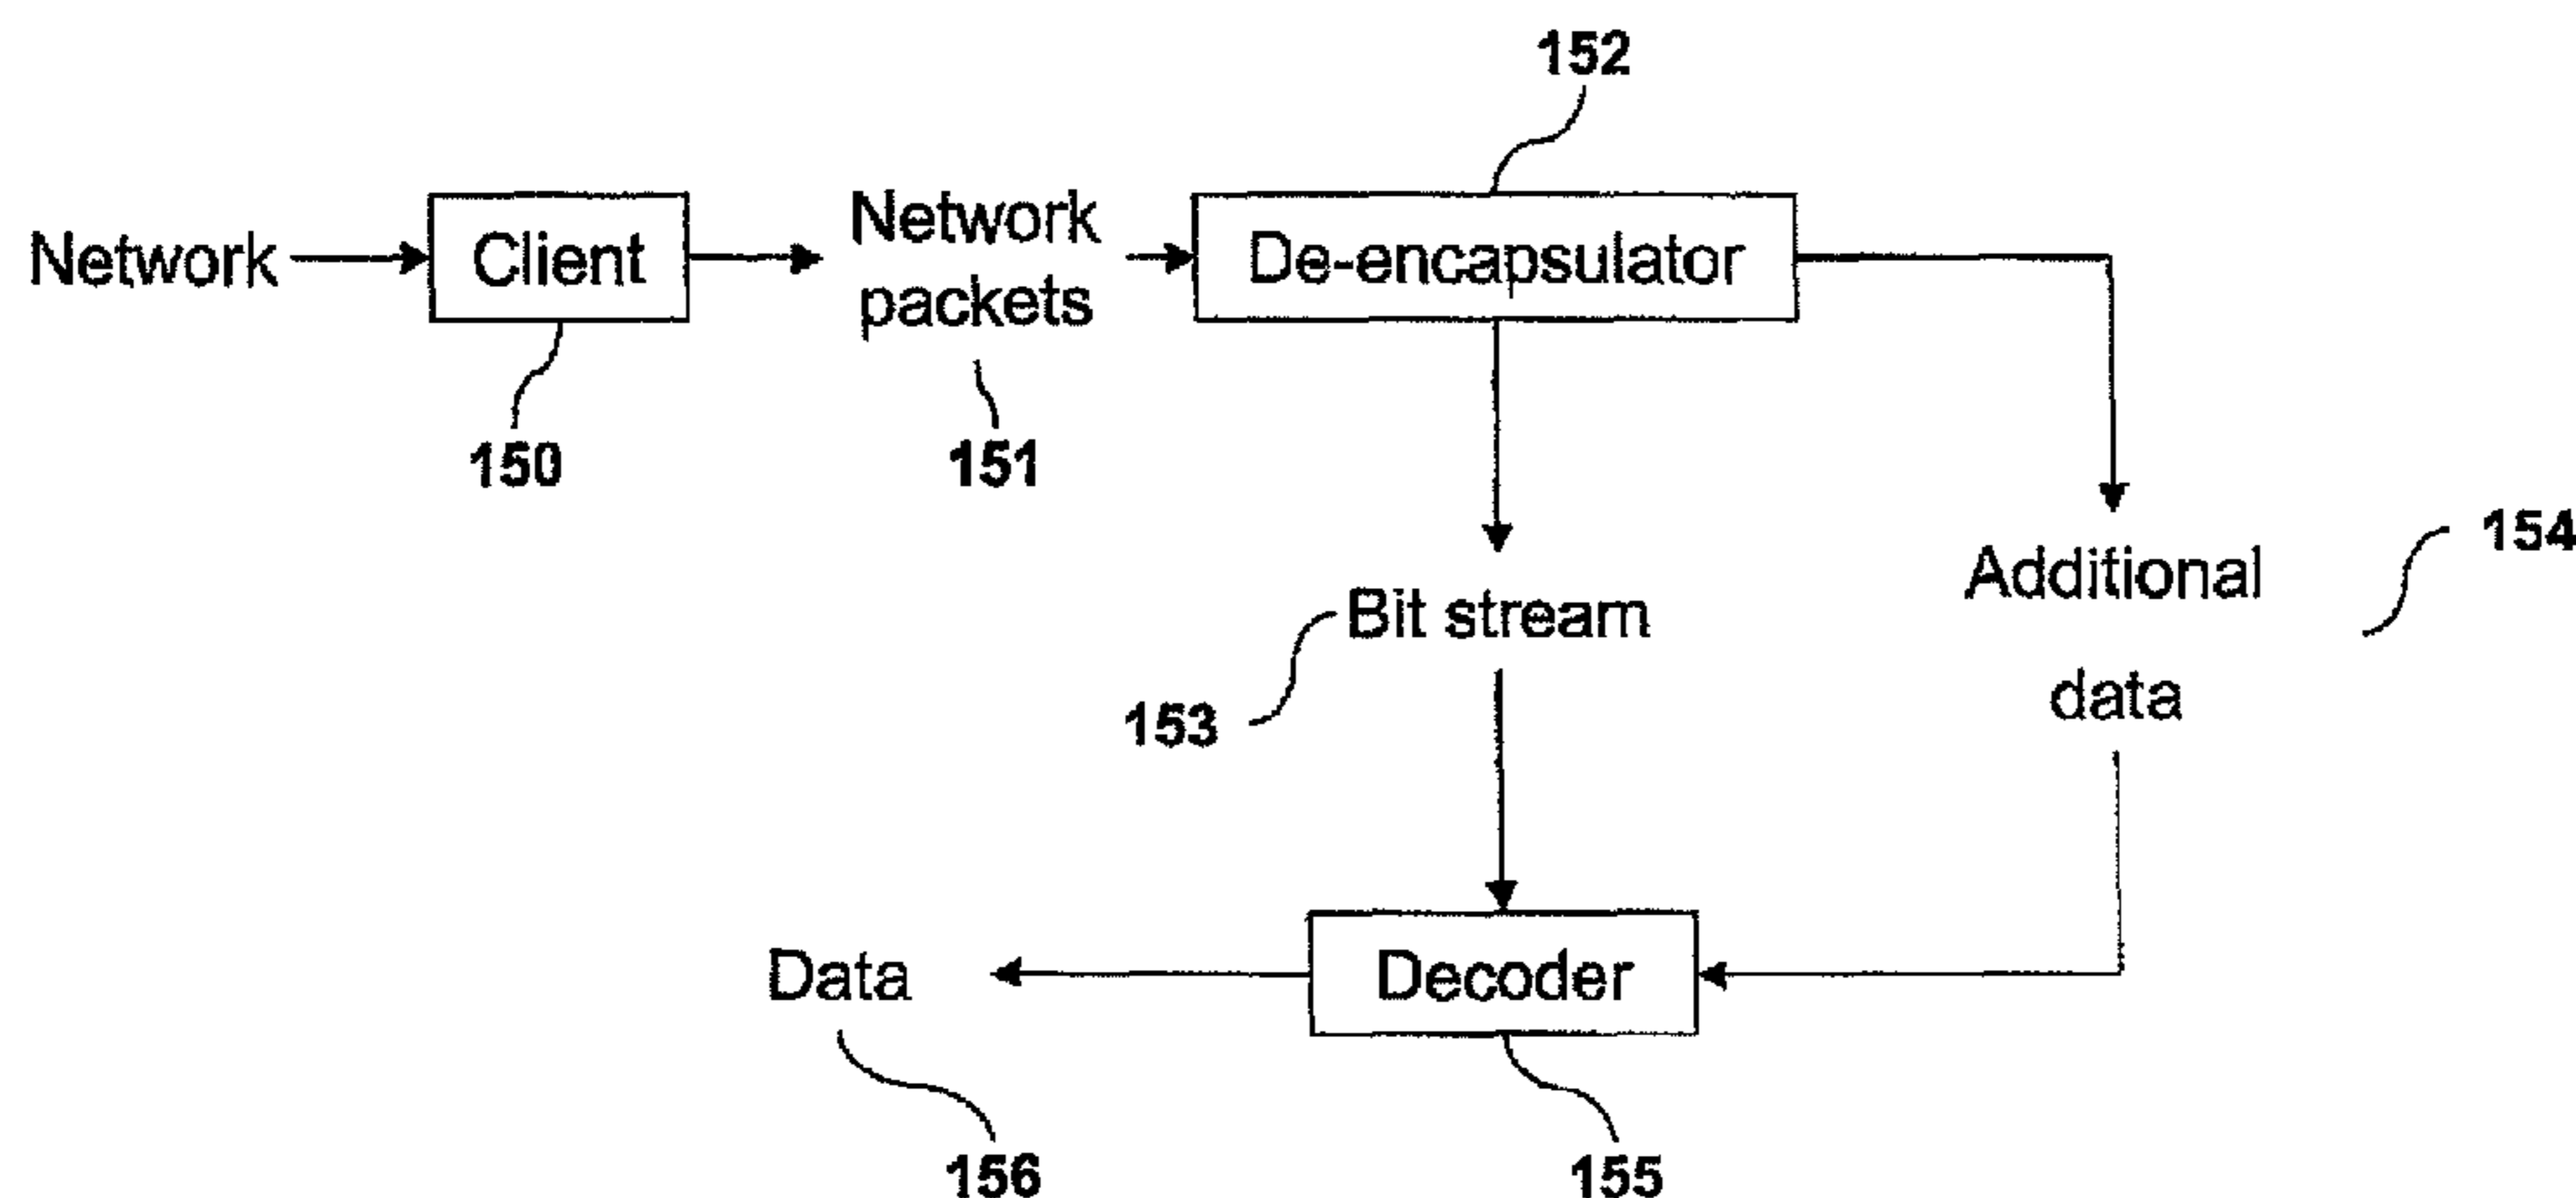 152
Network
Client
Network
packets
De-encapsulator
150
151
154
Additional
data
Bit stream
153
Data
Decoder
156
155